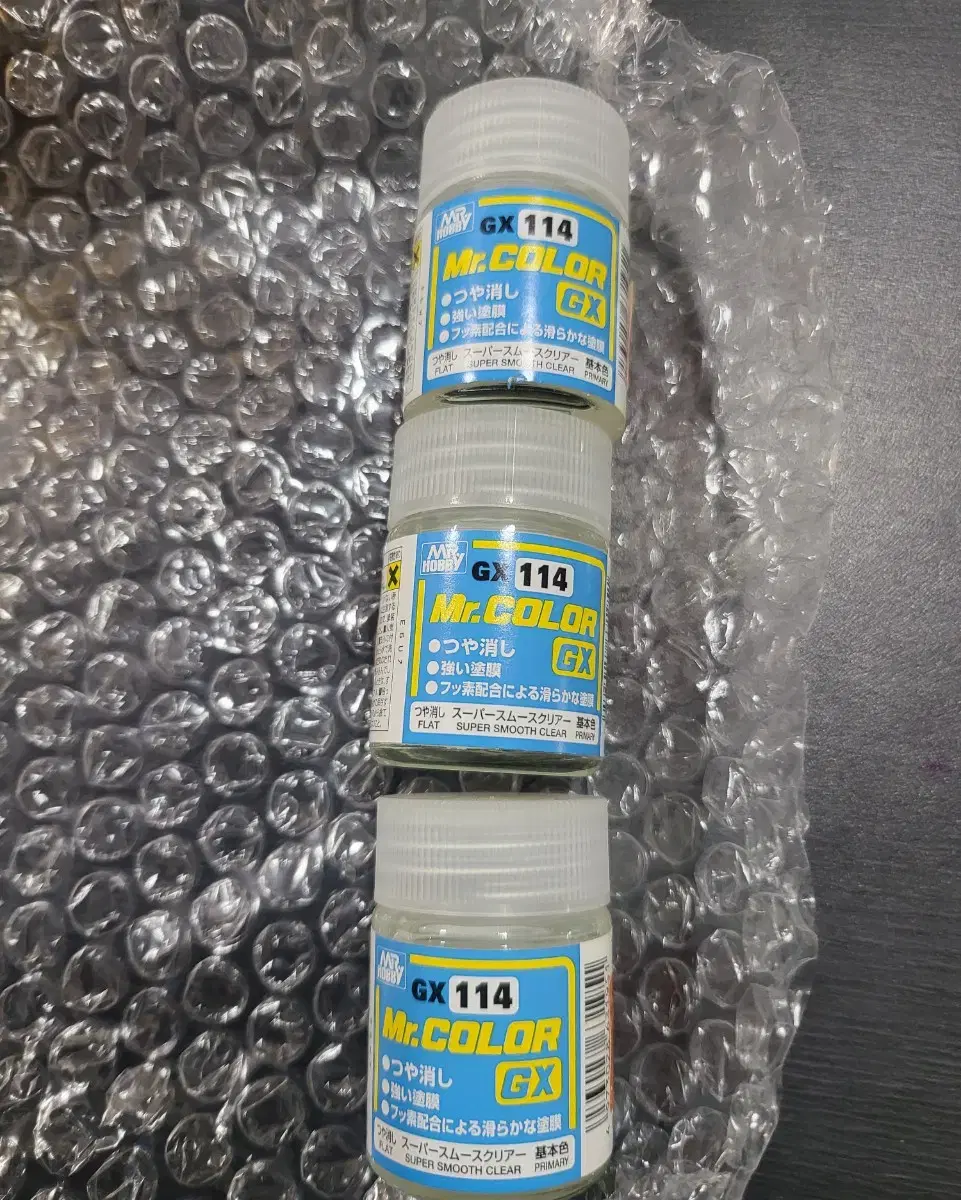 MR HOBBY
GX 114
Mr.COLOR
GX
●つや消し
●強い塗膜
●フッ素配合による滑らかな塗膜
つや消し スーパースムースクリアー 基本色
FLAT SUPER SMOOTH CLEAR PRIMARY
MR HOBBY
GX 114
Mr.COLOR
GX
●つや消し
●強い塗膜
●フッ素配合による滑らかな塗膜
つや消し スーパースムースクリアー 基本色
FLAT SUPER SMOOTH CLEAR PRIMARY
MR HOBBY
GX 114
Mr.COLOR
GX
●つや消し
●強い塗膜
●フッ素配合による滑らかな塗膜
つや消し スーパースムースクリアー 基本色
FLAT SUPER SMOOTH CLEAR PRIMARY